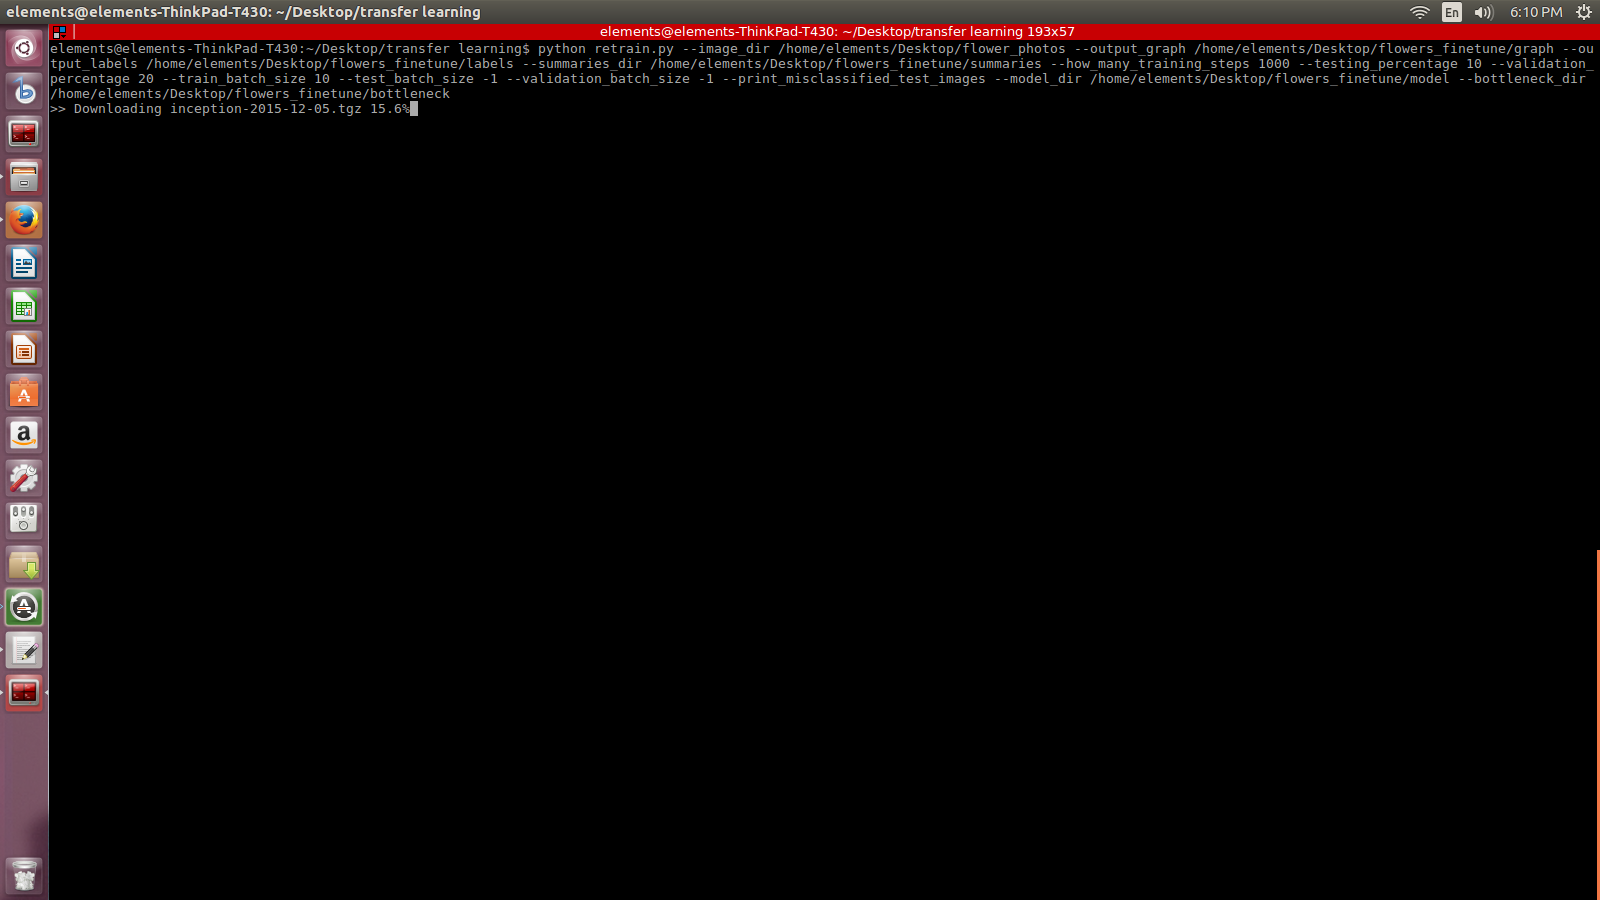 elements@elements-ThinkPad-T430: ~/Desktop/transfer learning
En
6:10 PM
elements@elements-ThinkPad-T430: ~/Desktop/transfer learning 193x57
elements@elements-ThinkPad-T430:~/Desktop/transfer learning$ python retrain.py --image_dir /home/elements/Desktop/flower_photos --output_graph /home/elements/Desktop/flowers_finetune/graph --ou
tput_labels /home/elements/Desktop/flowers_finetune/labels --summaries_dir /home/elements/Desktop/flowers_finetune/summaries --how_many_training_steps 1000 --testing_percentage 10 --validation_
percentage 20 --train_batch_size 10 --test_batch_size -1 --validation_batch_size -1 --print_misclassified_test_images --model_dir /home/elements/Desktop/flowers_finetune/model --bottleneck_dir
/home/elements/Desktop/flowers_finetune/bottleneck
>> Downloading inception-2015-12-05.tgz 15.6%